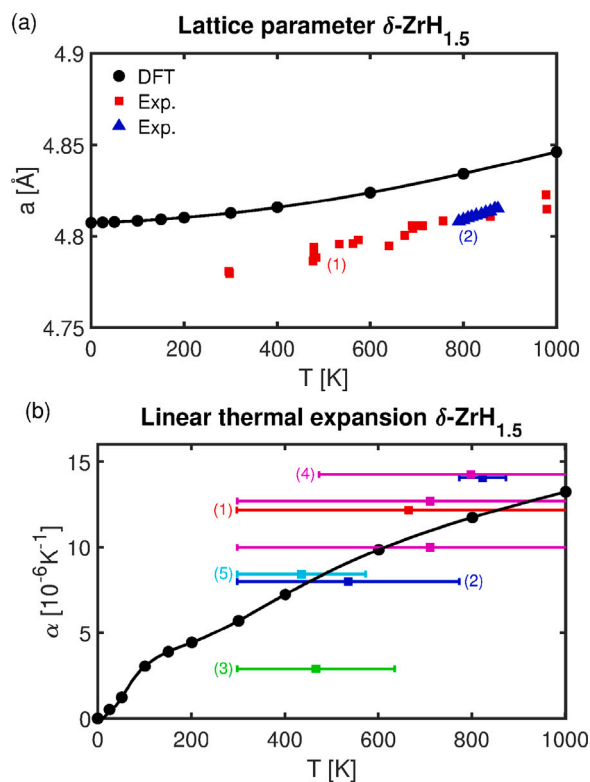 (a)
Lattice parameter δ-ZrH1.5
4.9
4.85
4.8
4.75
a [Å]
DFT
Exp.
Exp.
(1)
(2)
0 200 400 600 800 1000
T [K]
(b)
Linear thermal expansion δ-ZrH1.5
15
10
5
0
α [10-6K-1]
(4)
(1)
(5)
(2)
(3)
0 200 400 600 800 1000
T [K]